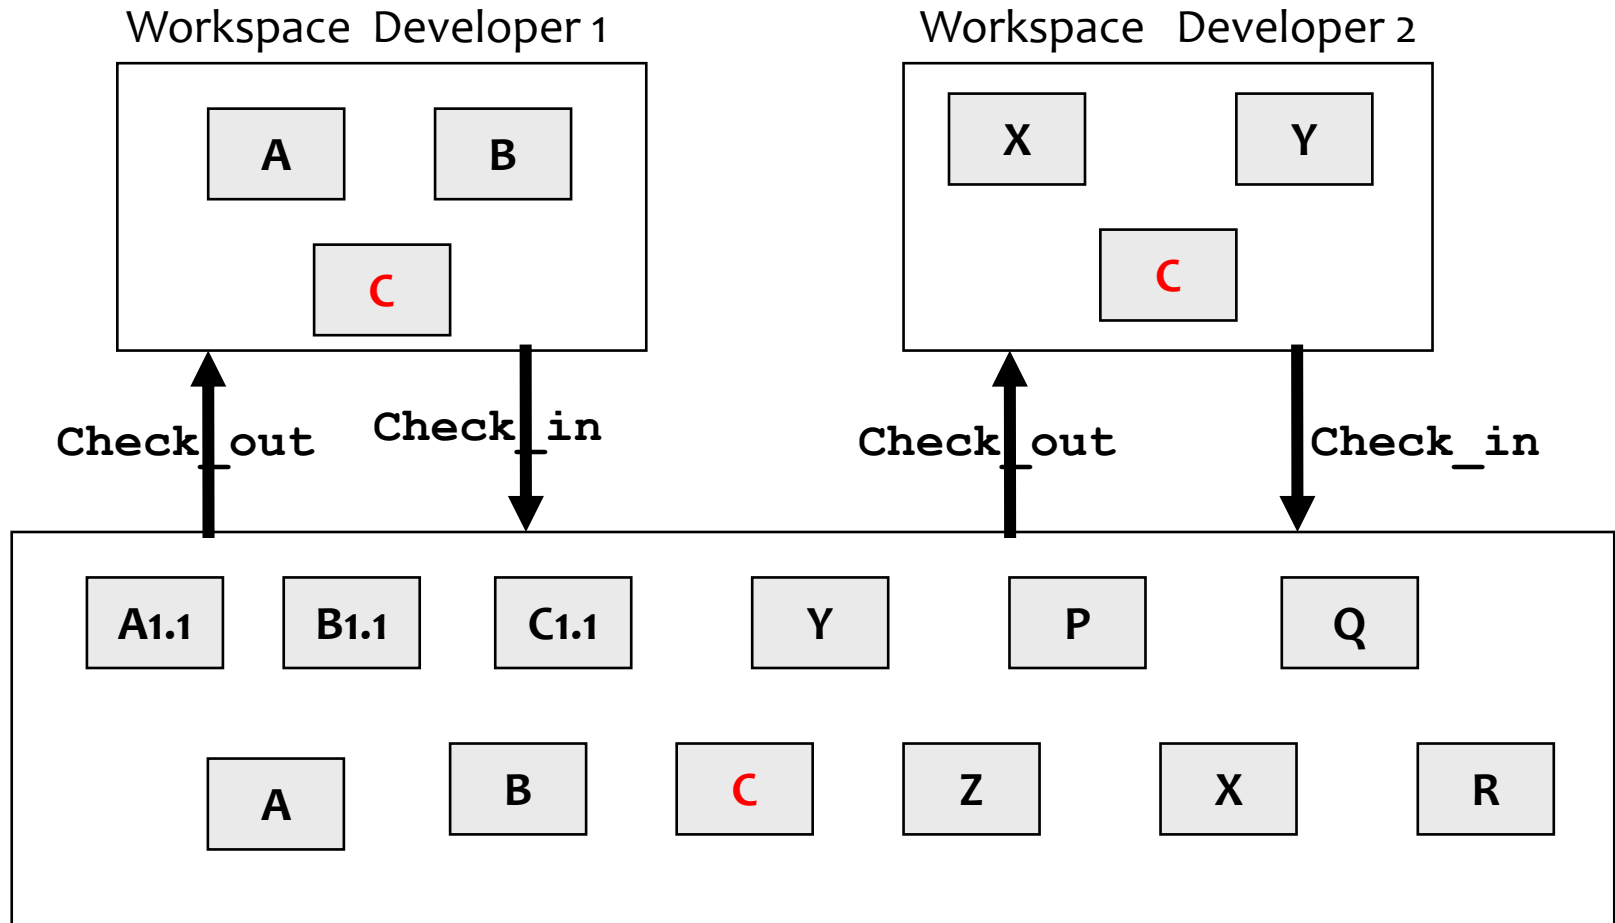 Workspace Developer 1
Workspace Developer 2
A
B
C
X
Y
C
Check_out
Check_in
Check_out
Check_in
A1.1
B1.1
C1.1
Y
P
Q
A
B
C
Z
X
R